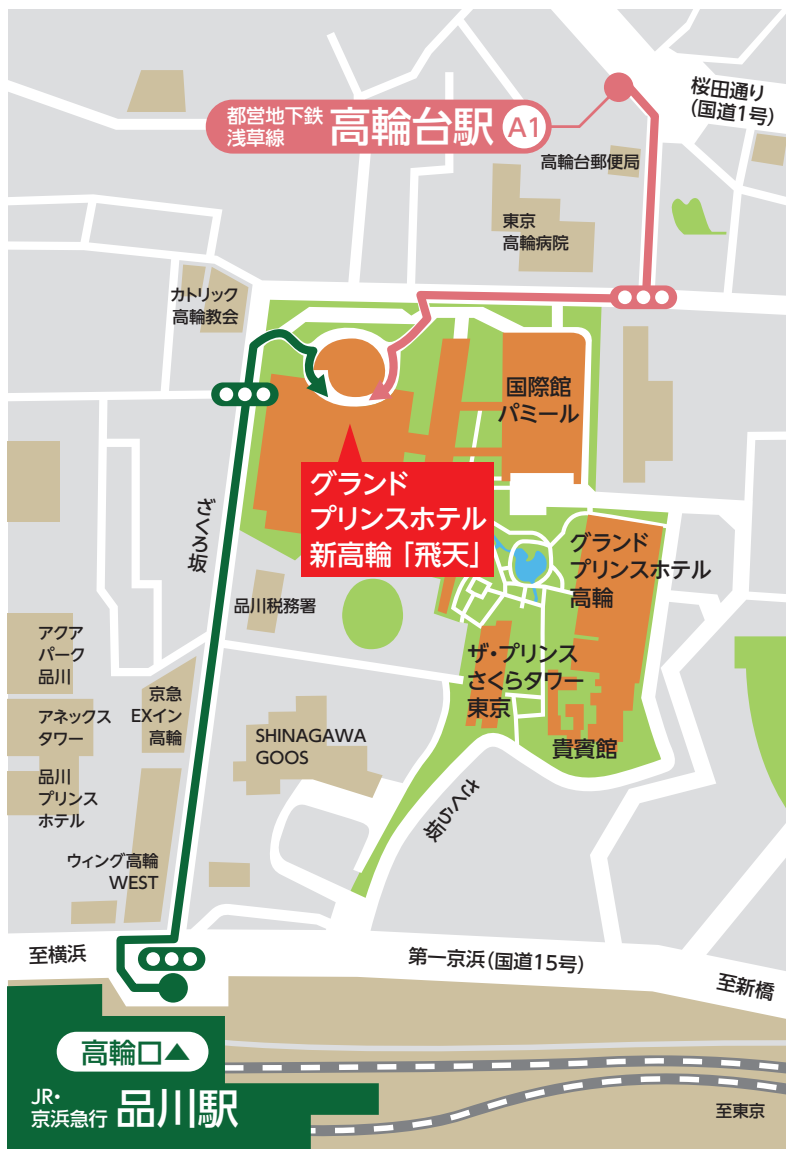 桜田通り
(国道1号)
都営地下鉄
浅草線
高輪台駅
A1
高輪台郵便局
東京
高輪病院
カトリック
高輪教会
国際館
パミール
グランド
プリンスホテル
新高輪「飛天」
ざくろ坂
グランド
プリンスホテル
高輪
品川税務署
アクア
パーク
品川
ザ・プリンス
さくらタワー
東京
京急
EXイン
高輪
アネックス
タワー
SHINAGAWA
GOOS
貴賓館
品川
プリンス
ホテル
さくら坂
ウィング高輪
WEST
至横浜
第一京浜(国道15号)
至新橋
高輪口▲
JR・
京浜急行
品川駅
至東京